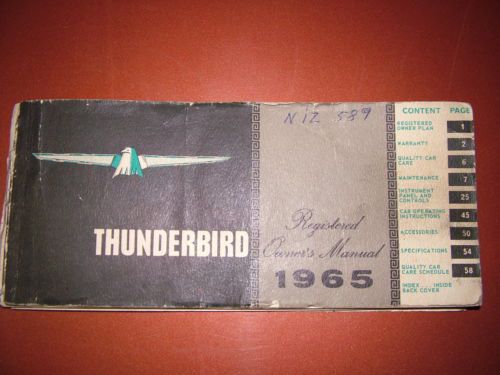 THUNDERBIRD
NIZ 589
Registered
Owner's Manual
1965
CONTENT PAGE
REGISTERED
OWNER PLAN 1
WARRANTY 2
QUALITY CAR
CARE 6
MAINTENANCE 7
INSTRUMENT
PANEL AND
CONTROLS 25
CAR OPERATING
INSTRUCTIONS 45
ACCESSORIES 50
SPECIFICATIONS 54
QUALITY CAR
CARE SCHEDULE 58
INDEX . . . INSIDE
BACK COVER